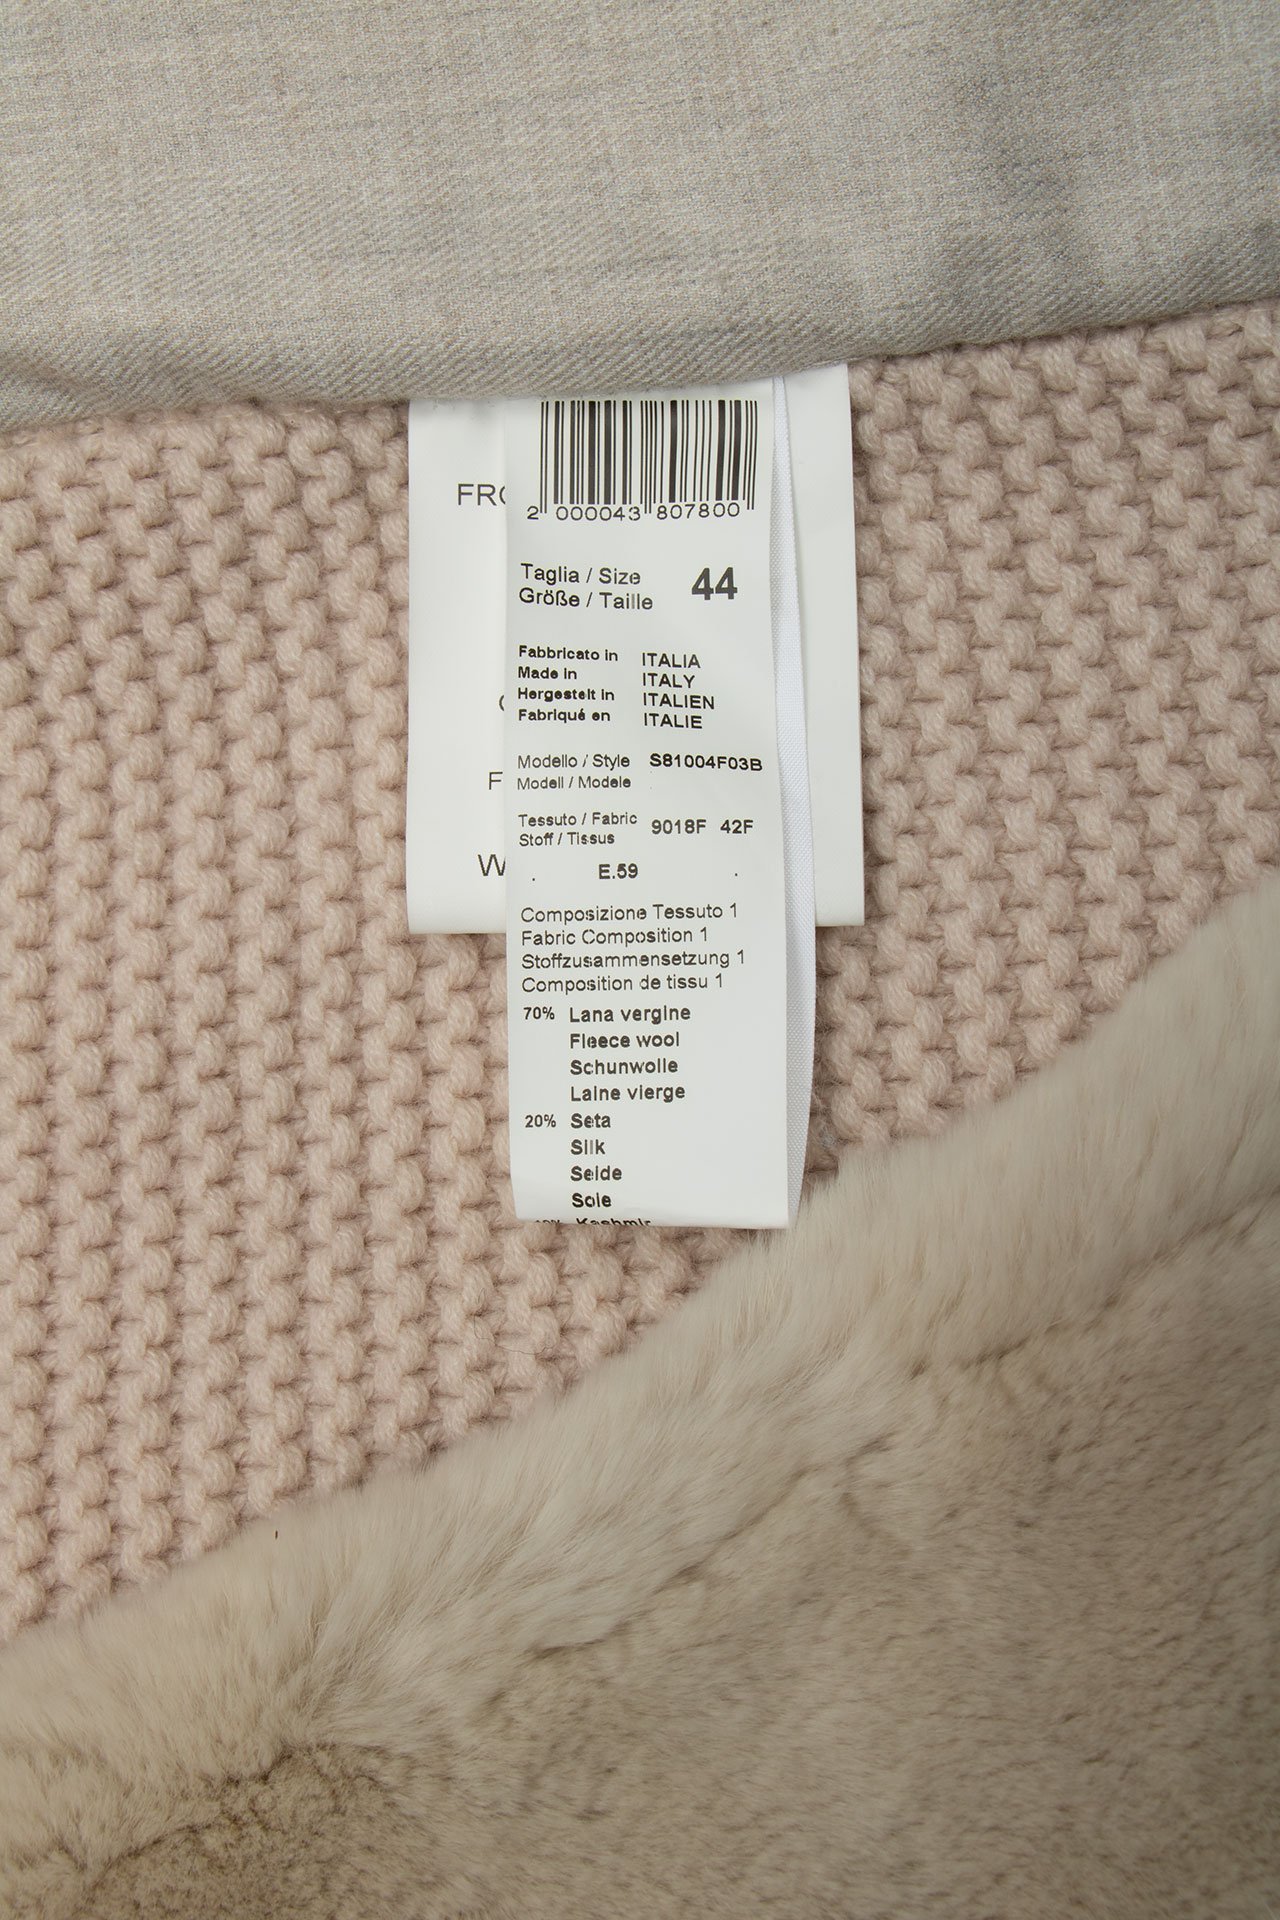 2 000043 807800
Taglia / Size 44
Größe / Taille
Fabbricato in ITALIA
Made in ITALY
Hergestelt in ITALIEN
Fabriqué en ITALIE
Modello / Style S81004F03B
Modell / Modele
Tessuto / Fabric 9018F 42F
Stoff / Tissus
. E.59 .
Composizione Tessuto 1
Fabric Composition 1
Stoffzusammensetzung 1
Composition de tissu 1
70% Lana vergine
Fleece wool
Schunwolle
Laine vierge
20% Seta
Silk
Seide
Soie
Kashmir